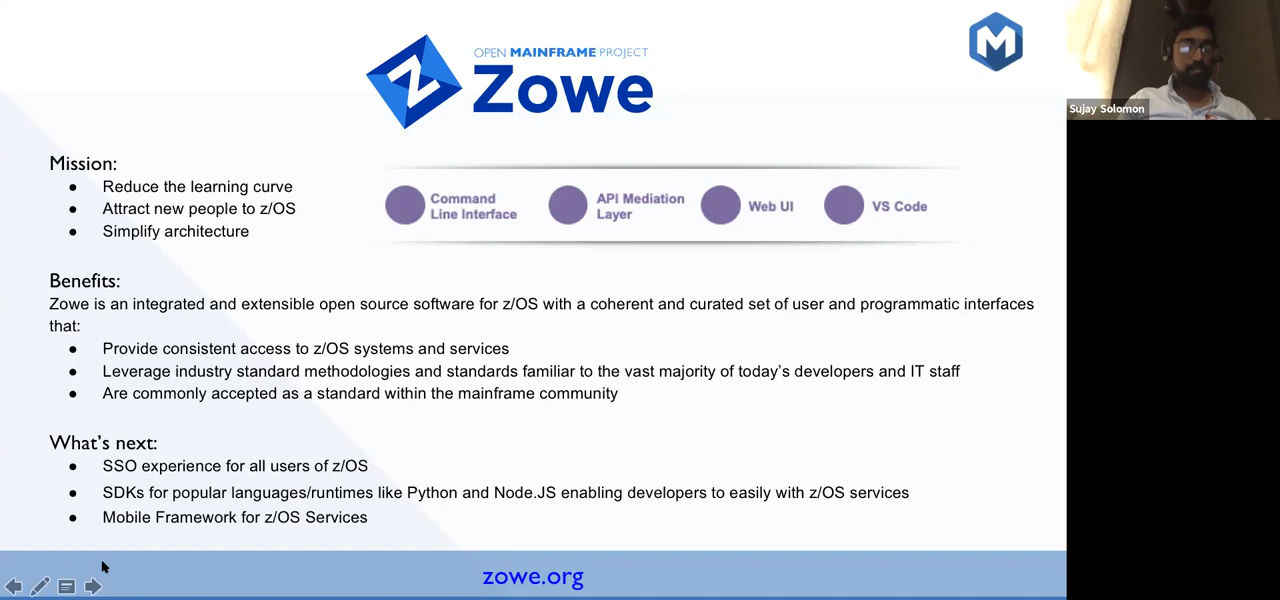 OPEN MAINFRAME PROJECT
Zowe
M
Sujay Solomon
Mission:
● Reduce the learning curve
● Attract new people to z/OS
● Simplify architecture
Command
Line Interface
API Mediation
Layer
Web UI
VS Code
Benefits:
Zowe is an integrated and extensible open source software for z/OS with a coherent and curated set of user and programmatic interfaces
that:
● Provide consistent access to z/OS systems and services
● Leverage industry standard methodologies and standards familiar to the vast majority of today's developers and IT staff
● Are commonly accepted as a standard within the mainframe community
What's next:
● SSO experience for all users of z/OS
● SDKs for popular languages/runtimes like Python and Node.JS enabling developers to easily with z/OS services
● Mobile Framework for z/OS Services
zowe.org